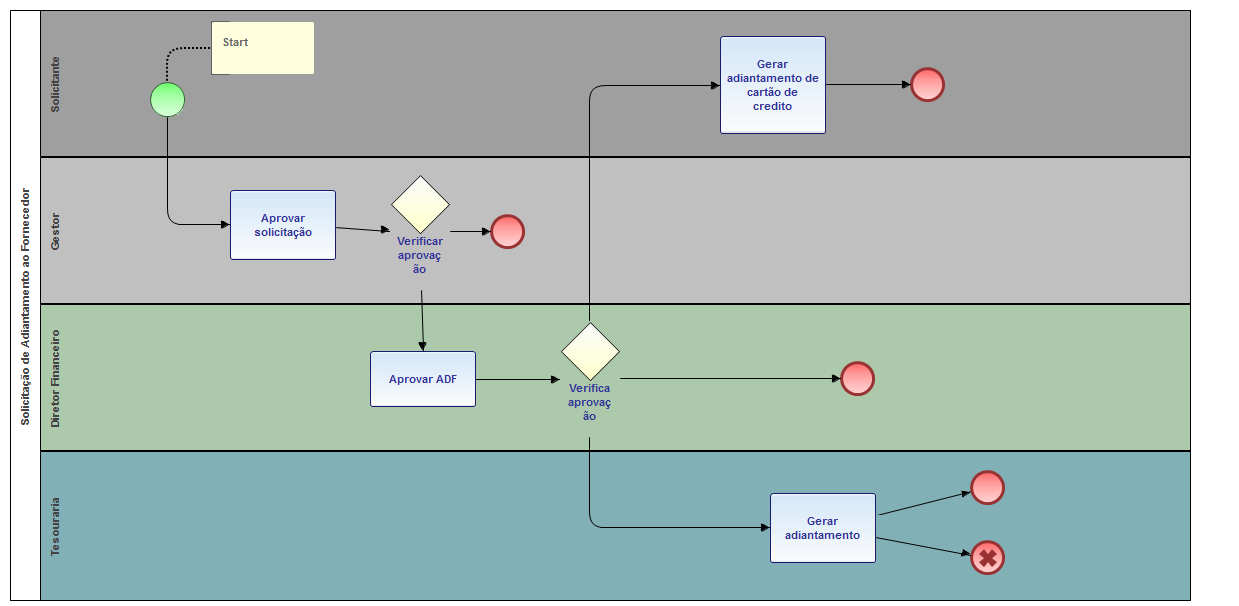 Solicitação de Adiantamento ao Fornecedor
Solicitante
Start
Gerar
adiantamento de
cartão de
credito
Gestor
Aprovar
solicitação
Verificar
aprovaç
ão
Diretor Financeiro
Aprovar ADF
Verifica
aprovaç
ão
Tesouraria
Gerar
adiantamento